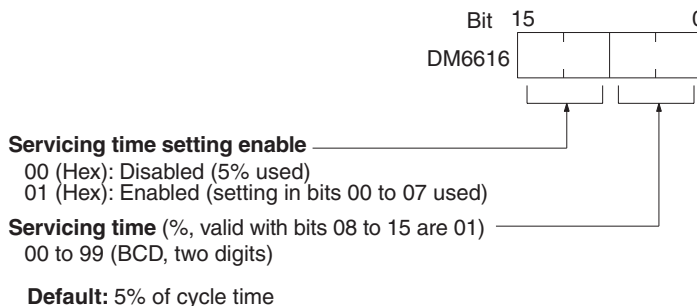 Bit 15 0
DM6616
Servicing time setting enable
00 (Hex): Disabled (5% used)
01 (Hex): Enabled (setting in bits 00 to 07 used)
Servicing time (%, valid with bits 08 to 15 are 01)
00 to 99 (BCD, two digits)
Default: 5% of cycle time